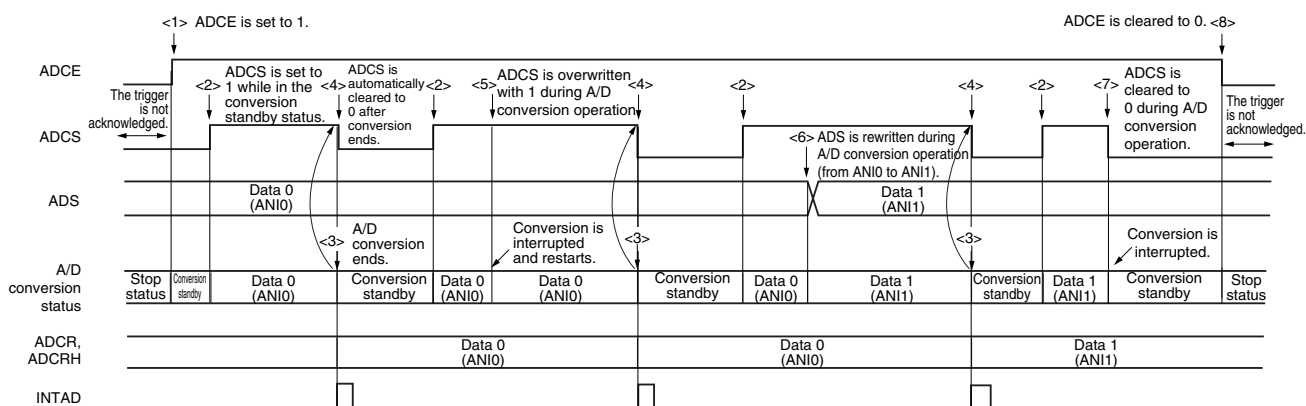 <1> ADCE is set to 1.
ADCE is cleared to 0. <8>
ADCE
The trigger
is not
acknowledged.
<2>
ADCS is set to
1 while in the
conversion
standby status.
<4>
ADCS is
automatically
cleared to
0 after
conversion
ends.
<2>
<5>
ADCS is overwritten
with 1 during A/D
conversion operation.
<4>
<2>
<4>
<2>
<7>
ADCS is
cleared to
0 during A/D
conversion
operation.
The trigger
is not
acknowledged.
ADCS
<6> ADS is rewritten during
A/D conversion operation
(from ANI0 to ANI1).
ADS
Data 0
(ANI0)
Data 1
(ANI1)
<3>
A/D
conversion
ends.
Conversion is
interrupted
and restarts.
<3>
<3>
Conversion is
interrupted.
A/D
conversion
status
Stop
status
Conversion
standby
Data 0
(ANI0)
Conversion
standby
Data 0
(ANI0)
Data 0
(ANI0)
Conversion
standby
Data 0
(ANI0)
Data 1
(ANI1)
Conversion
standby
Data 1
(ANI1)
Conversion
standby
Stop
status
ADCR,
ADCRH
Data 0
(ANI0)
Data 0
(ANI0)
Data 1
(ANI1)
INTAD